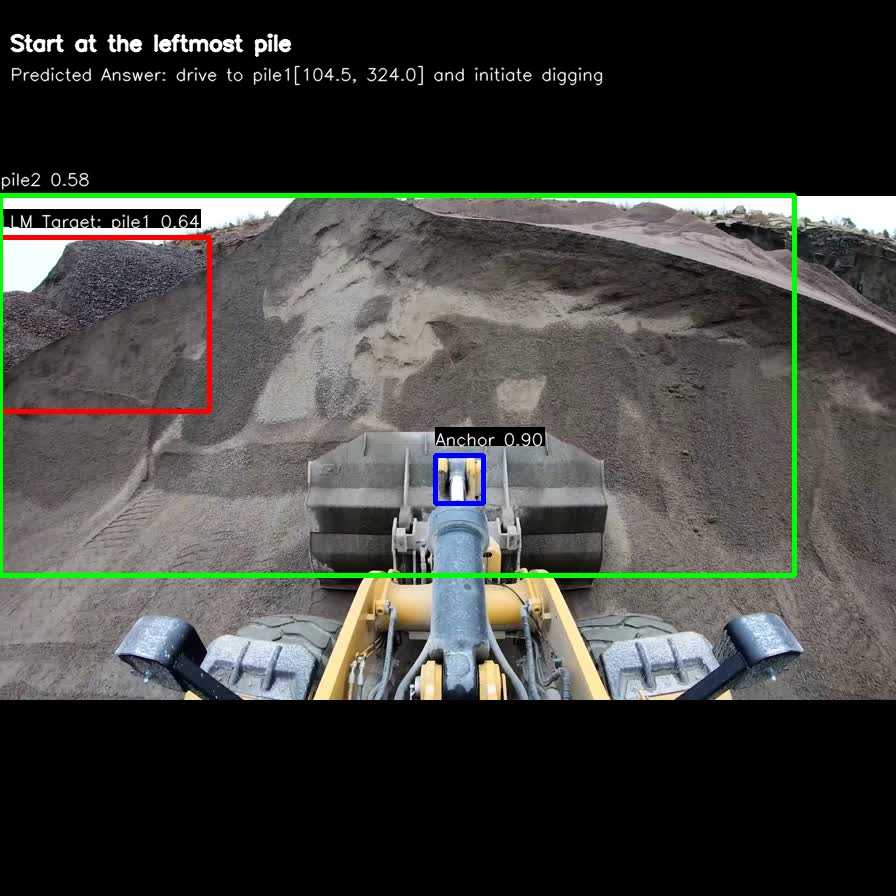 Start at the leftmost pile
Predicted Answer: drive to pile1[104.5, 324.0] and initiate digging
pile2 0.58
LM Target: pile1 0.64
Anchor 0.90